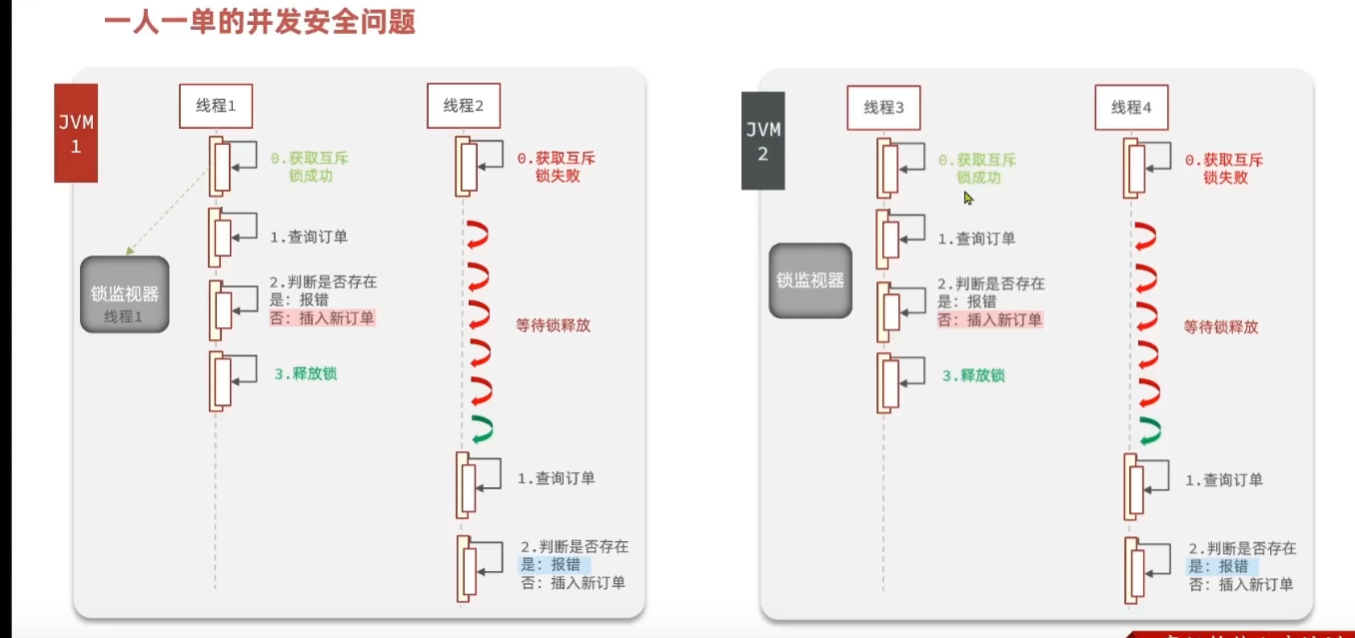 一人一单的并发安全问题
JVM
1
线程1
线程2
0.获取互斥
锁成功
0.获取互斥
锁失败
1.查询订单
锁监视器
线程1
2.判断是否存在
是：报错
否：插入新订单
等待锁释放
3.释放锁
1.查询订单
2.判断是否存在
是：报错
否：插入新订单
JVM
2
线程3
线程4
0.获取互斥
锁成功
0.获取互斥
锁失败
1.查询订单
锁监视器
2.判断是否存在
是：报错
否：插入新订单
等待锁释放
3.释放锁
1.查询订单
2.判断是否存在
是：报错
否：插入新订单